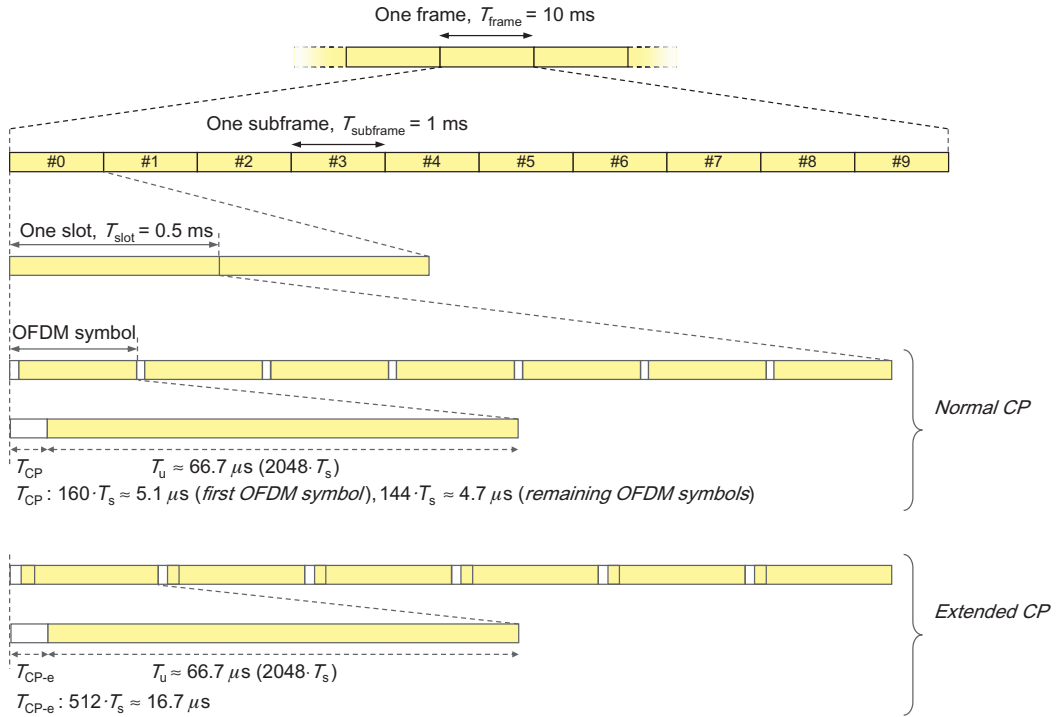 One frame, T_frame = 10 ms
One subframe, T_subframe = 1 ms
#0 #1 #2 #3 #4 #5 #6 #7 #8 #9
One slot, T_slot = 0.5 ms
OFDM symbol
Normal CP
T_CP T_u ≈ 66.7 μs (2048·T_s)
T_CP : 160·T_s ≈ 5.1 μs (first OFDM symbol), 144·T_s ≈ 4.7 μs (remaining OFDM symbols)
Extended CP
T_CP-e T_u ≈ 66.7 μs (2048·T_s)
T_CP-e : 512·T_s ≈ 16.7 μs